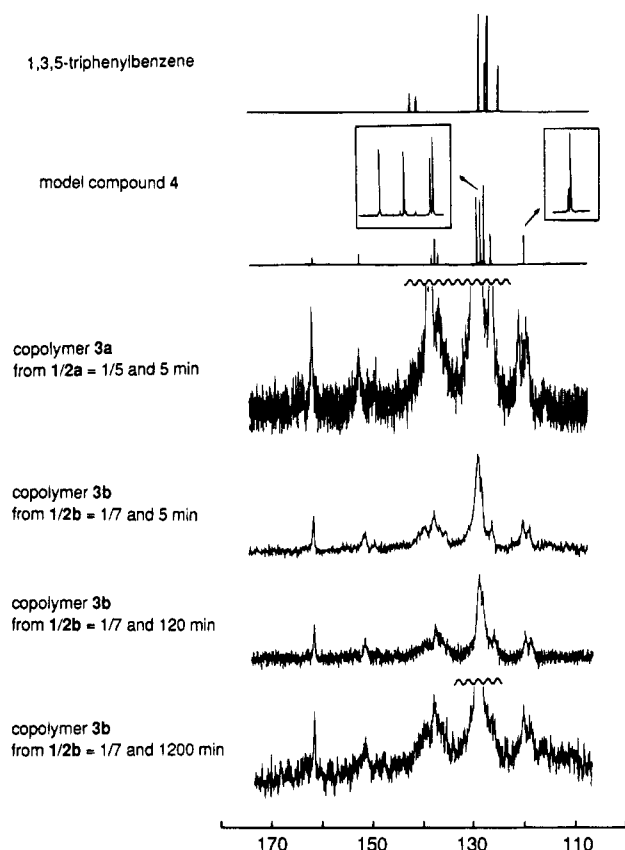 1,3,5-triphenylbenzene
model compound 4
copolymer 3a
from 1/2a = 1/5 and 5 min
copolymer 3b
from 1/2b = 1/7 and 5 min
copolymer 3b
from 1/2b = 1/7 and 120 min
copolymer 3b
from 1/2b = 1/7 and 1200 min
170 150 130 110